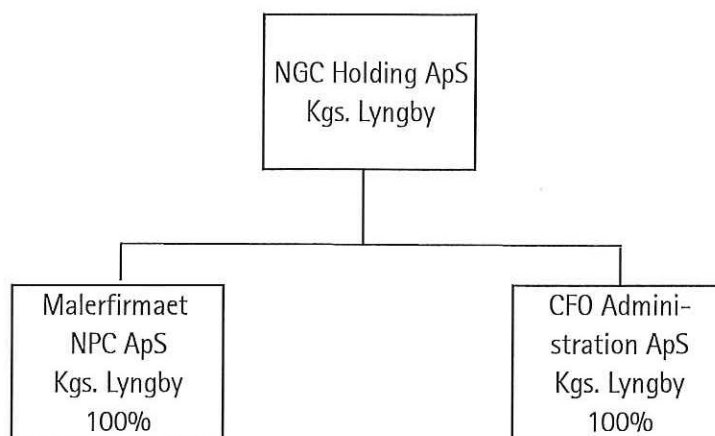 NGC Holding ApS
Kgs. Lyngby
Malerfirmaet
NPC ApS
Kgs. Lyngby
100%
CFO Admini-
stration ApS
Kgs. Lyngby
100%